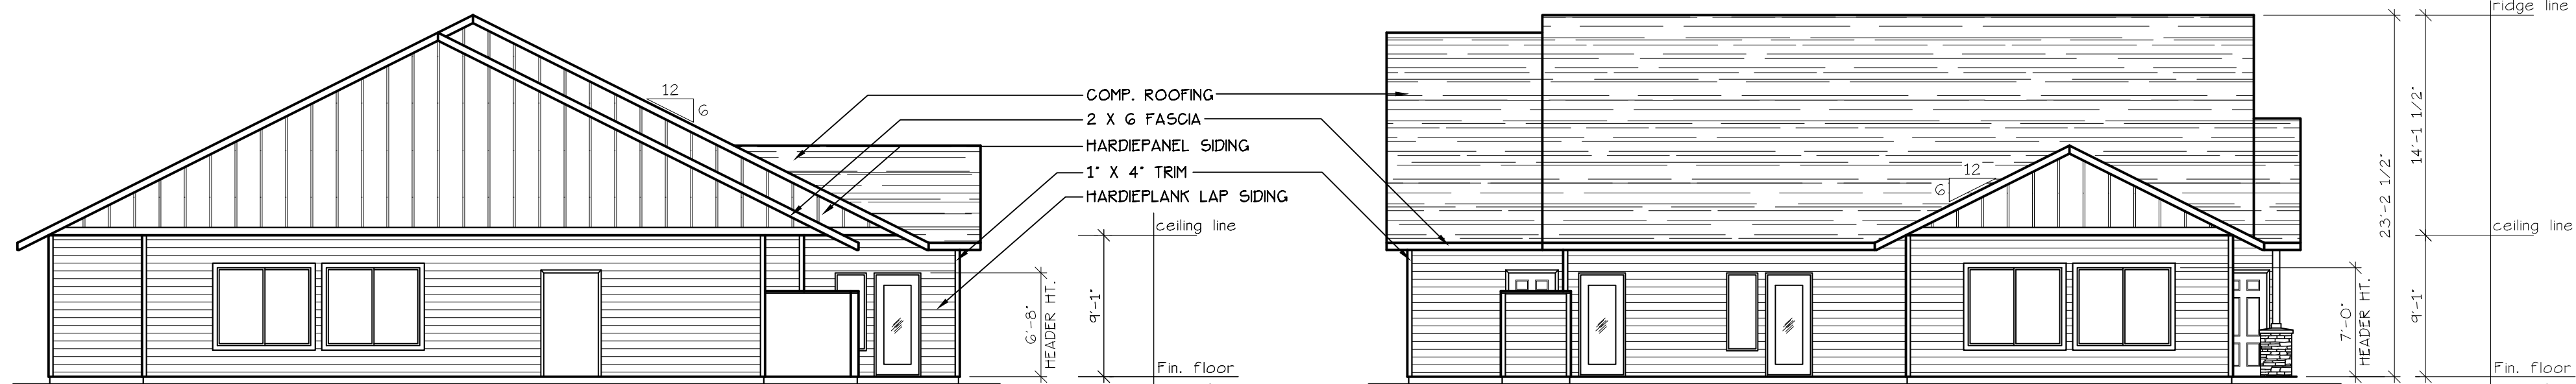 12
6
COMP. ROOFING
2 X 6 FASCIA
HARDIEPANEL SIDING
1" X 4" TRIM
HARDIEPLANK LAP SIDING
ceiling line
9'-1"
6'-8"
HEADER HT.
Fin. floor
12
6
ridge line
14'-1 1/2"
23'-2 1/2"
ceiling line
9'-1"
7'-0"
HEADER HT.
Fin. floor